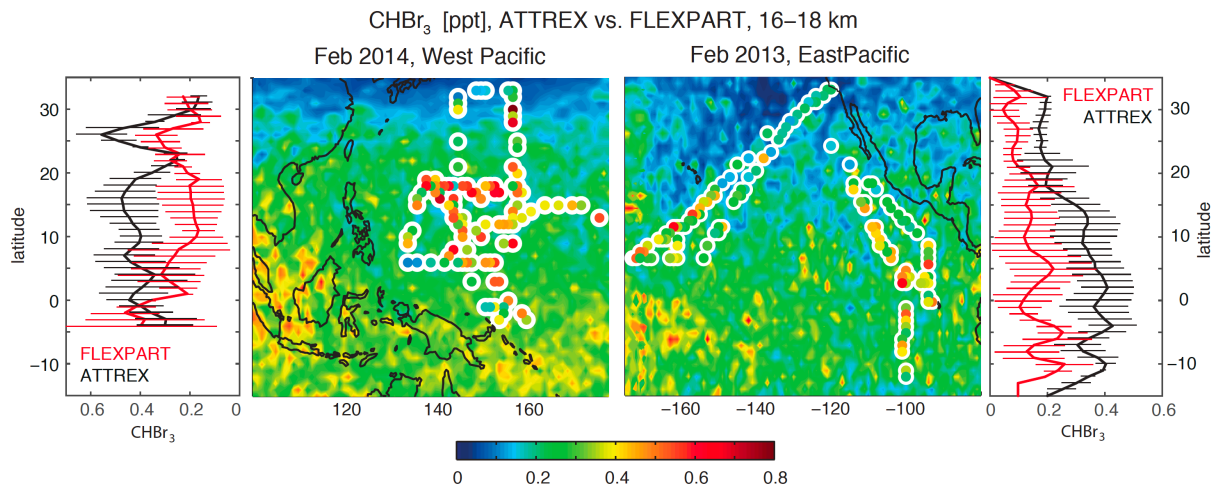 CHBr3 [ppt], ATTREX vs. FLEXPART, 16–18 km
Feb 2014, West Pacific
Feb 2013, EastPacific
latitude
30
20
10
0
−10
FLEXPART
ATTREX
0.6
0.4
0.2
0
CHBr3
120
140
160
−160
−140
−120
−100
FLEXPART
ATTREX
30
20
10
0
−10
latitude
0
0.2
0.4
0.6
CHBr3
0
0.2
0.4
0.6
0.8